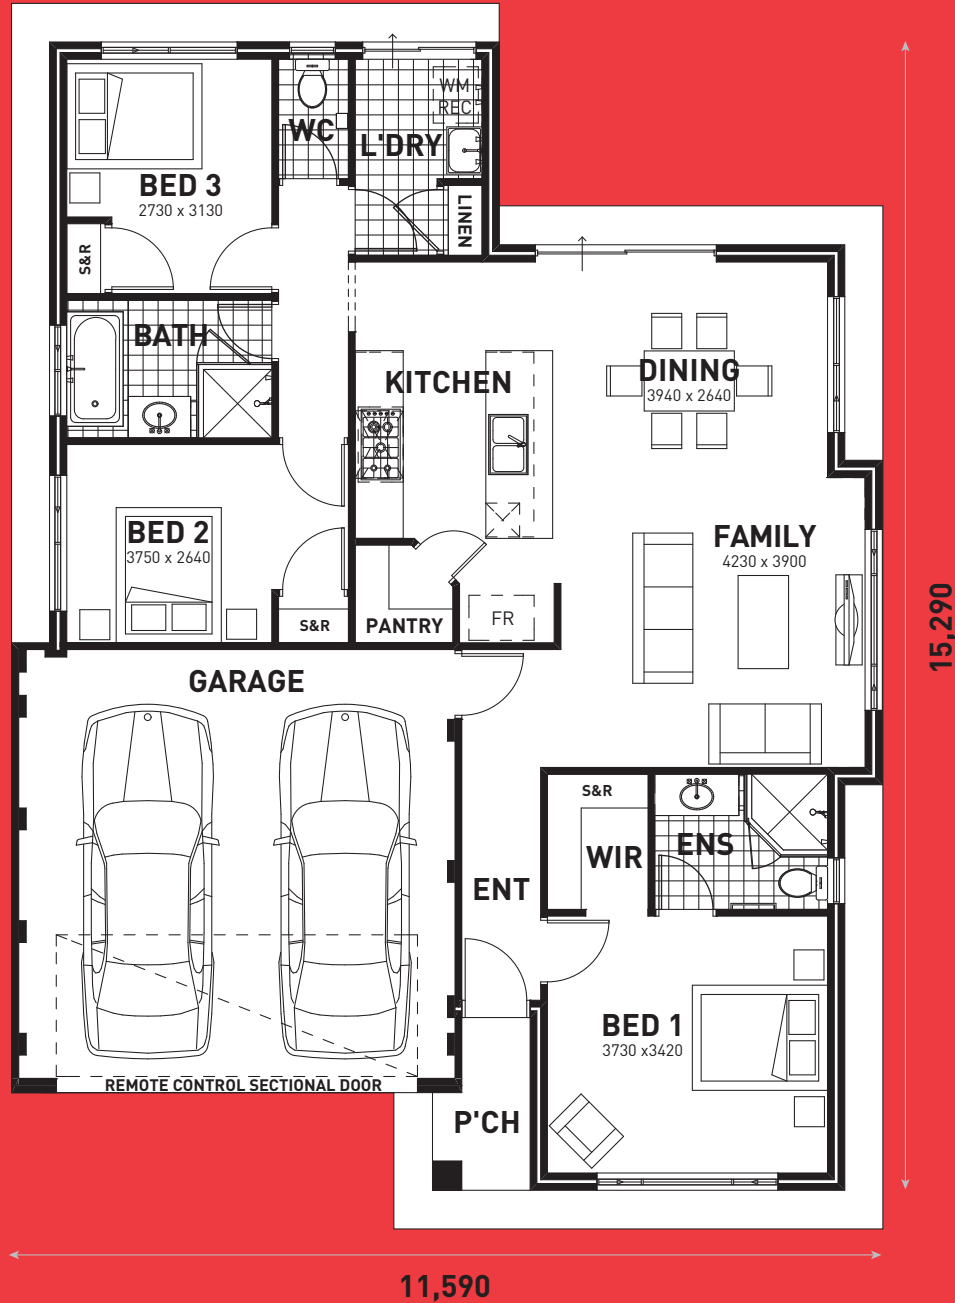 WM
REC
WC
L'DRY
BED 3
2730 x 3130
LINEN
S&R
BATH
KITCHEN
DINING
3940 x 2640
BED 2
3750 x 2640
FAMILY
4230 x 3900
S&R
PANTRY
FR
15,290
GARAGE
S&R
WIR
ENS
ENT
BED 1
3730 x3420
REMOTE CONTROL SECTIONAL DOOR
P'CH
11,590